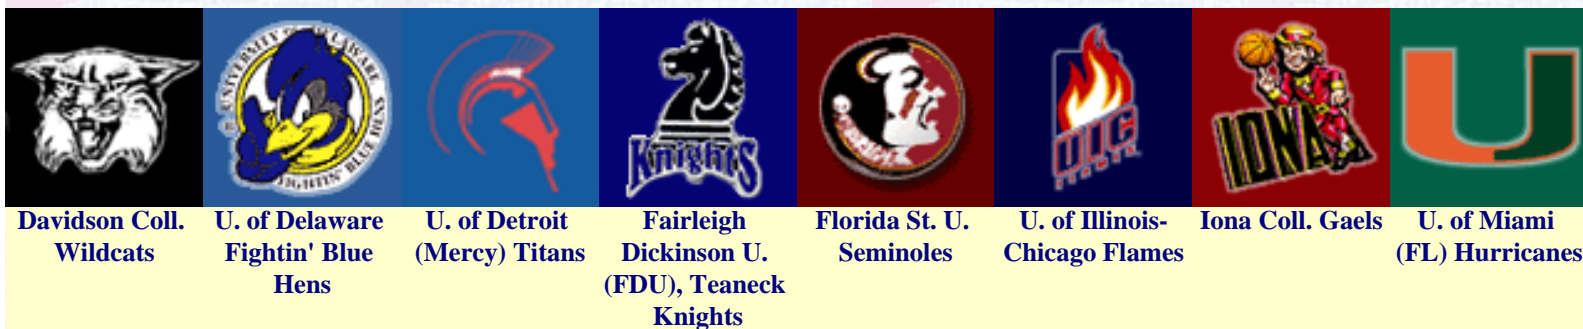 UNIVERSITY OF DELAWARE
FIGHTIN' BLUE HENS
Knights
UIC
FLAMES
IONA
U
Davidson Coll.
Wildcats
U. of Delaware
Fightin' Blue
Hens
U. of Detroit
(Mercy) Titans
Fairleigh
Dickinson U.
(FDU), Teaneck
Knights
Florida St. U.
Seminoles
U. of Illinois-
Chicago Flames
Iona Coll. Gaels
U. of Miami
(FL) Hurricanes